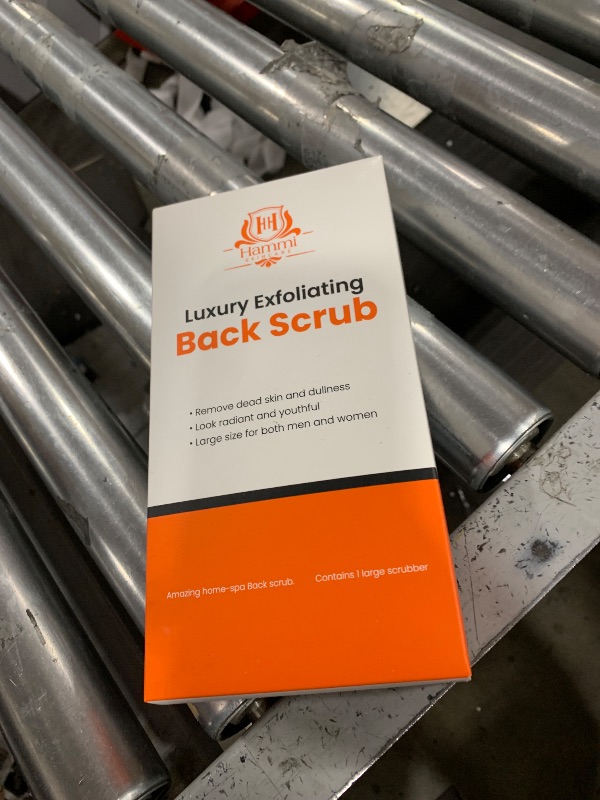 HH
Hammi
SKINCARE
Luxury Exfoliating
Back Scrub
• Remove dead skin and dullness
• Look radiant and youthful
• Large size for both men and women
Amazing home-spa Back scrub. Contains 1 large scrubber